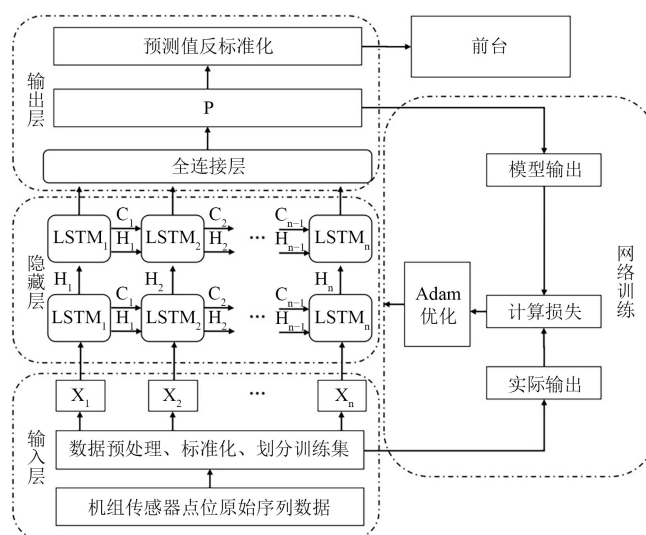 预测值反标准化
前台
输出层
P
全连接层
模型输出
LSTM1 C1 H1 LSTM2 C2 H2 ... Cn-1 Hn-1 LSTMn
隐藏层
H1 H2 Hn
LSTM1 C1 H1 LSTM2 C2 H2 ... Cn-1 Hn-1 LSTMn
Adam
优化
计算损失
网络训练
实际输出
X1 X2 ... Xn
输入层
数据预处理、标准化、划分训练集
机组传感器点位原始序列数据